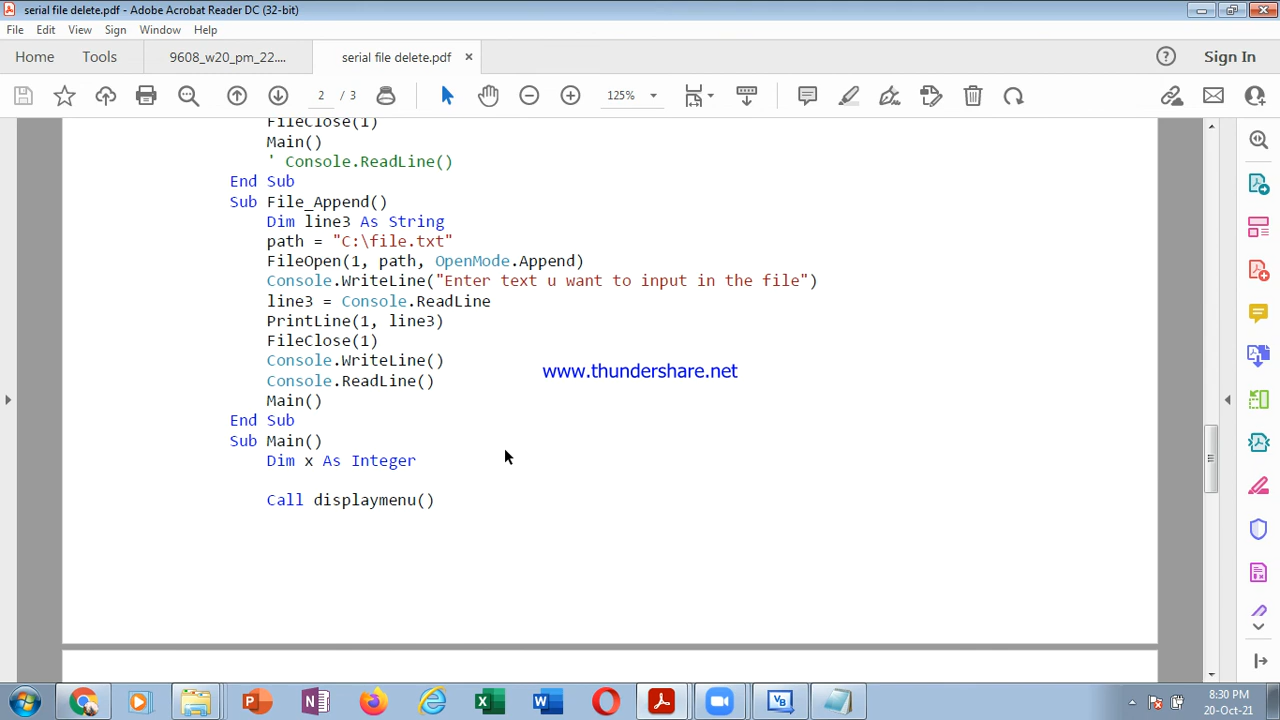 serial file delete.pdf - Adobe Acrobat Reader DC (32-bit)
File Edit View Sign Window Help
Home Tools 9608_w20_pm_22.... serial file delete.pdf × ? Sign In
2 / 3 125%
FileClose(1)
Main()
' Console.ReadLine()
End Sub
Sub File_Append()
Dim line3 As String
path = "C:\file.txt"
FileOpen(1, path, OpenMode.Append)
Console.WriteLine("Enter text u want to input in the file")
line3 = Console.ReadLine
PrintLine(1, line3)
FileClose(1)
Console.WriteLine()
www.thundershare.net
Console.ReadLine()
Main()
End Sub
Sub Main()
Dim x As Integer
Call displaymenu()
8:30 PM
20-Oct-21